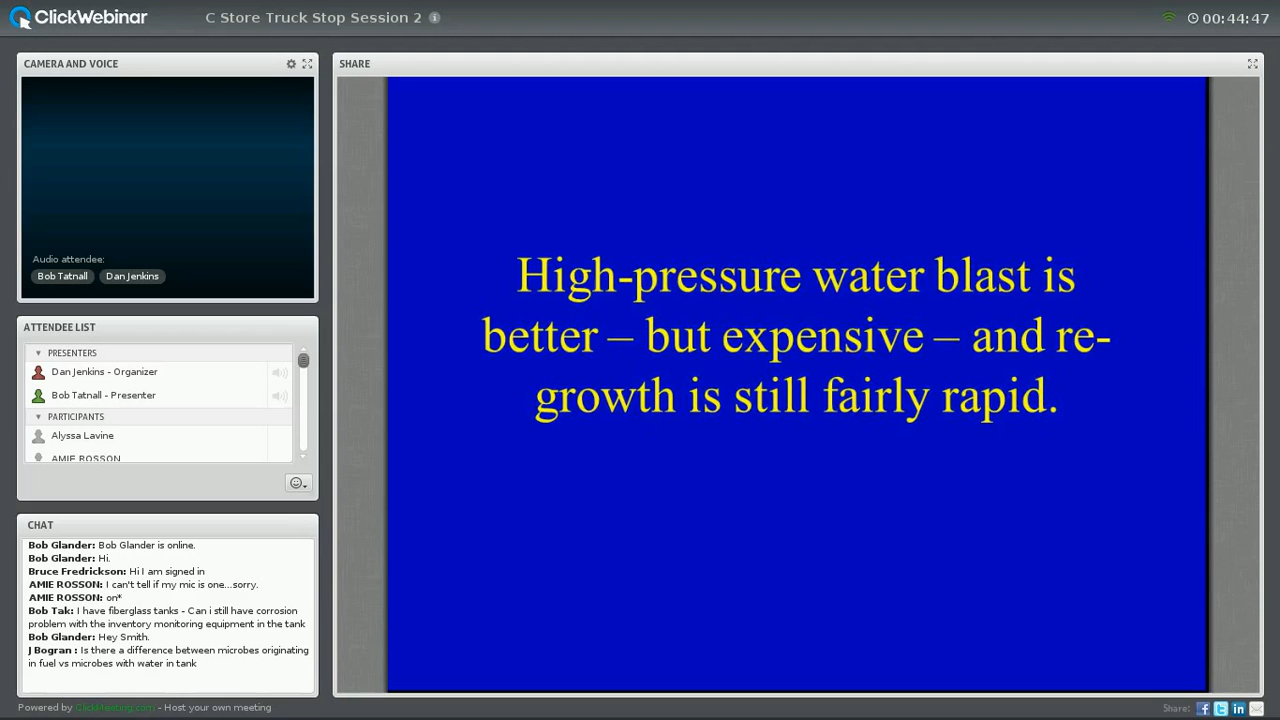 ClickWebinar
C Store Truck Stop Session 2
00:44:47
CAMERA AND VOICE
Audio attendee:
Bob Tatnall Dan Jenkins
ATTENDEE LIST
PRESENTERS
Dan Jenkins - Organizer
Bob Tatnall - Presenter
PARTICIPANTS
Alyssa Lavine
AMIE ROSSON
CHAT
Bob Glander: Bob Glander is online.
Bob Glander: Hi.
Bruce Fredrickson: Hi I am signed in
AMIE ROSSON: I can't tell if my mic is one...sorry.
AMIE ROSSON: on*
Bob Tak: I have fiberglass tanks - Can i still have corrosion
problem with the inventory monitoring equipment in the tank
Bob Glander: Hey Smith.
J Bogran : Is there a difference between microbes originating
in fuel vs microbes with water in tank
SHARE
High-pressure water blast is
better – but expensive – and re-
growth is still fairly rapid.
Powered by ClickMeeting.com - Host your own meeting
Share: